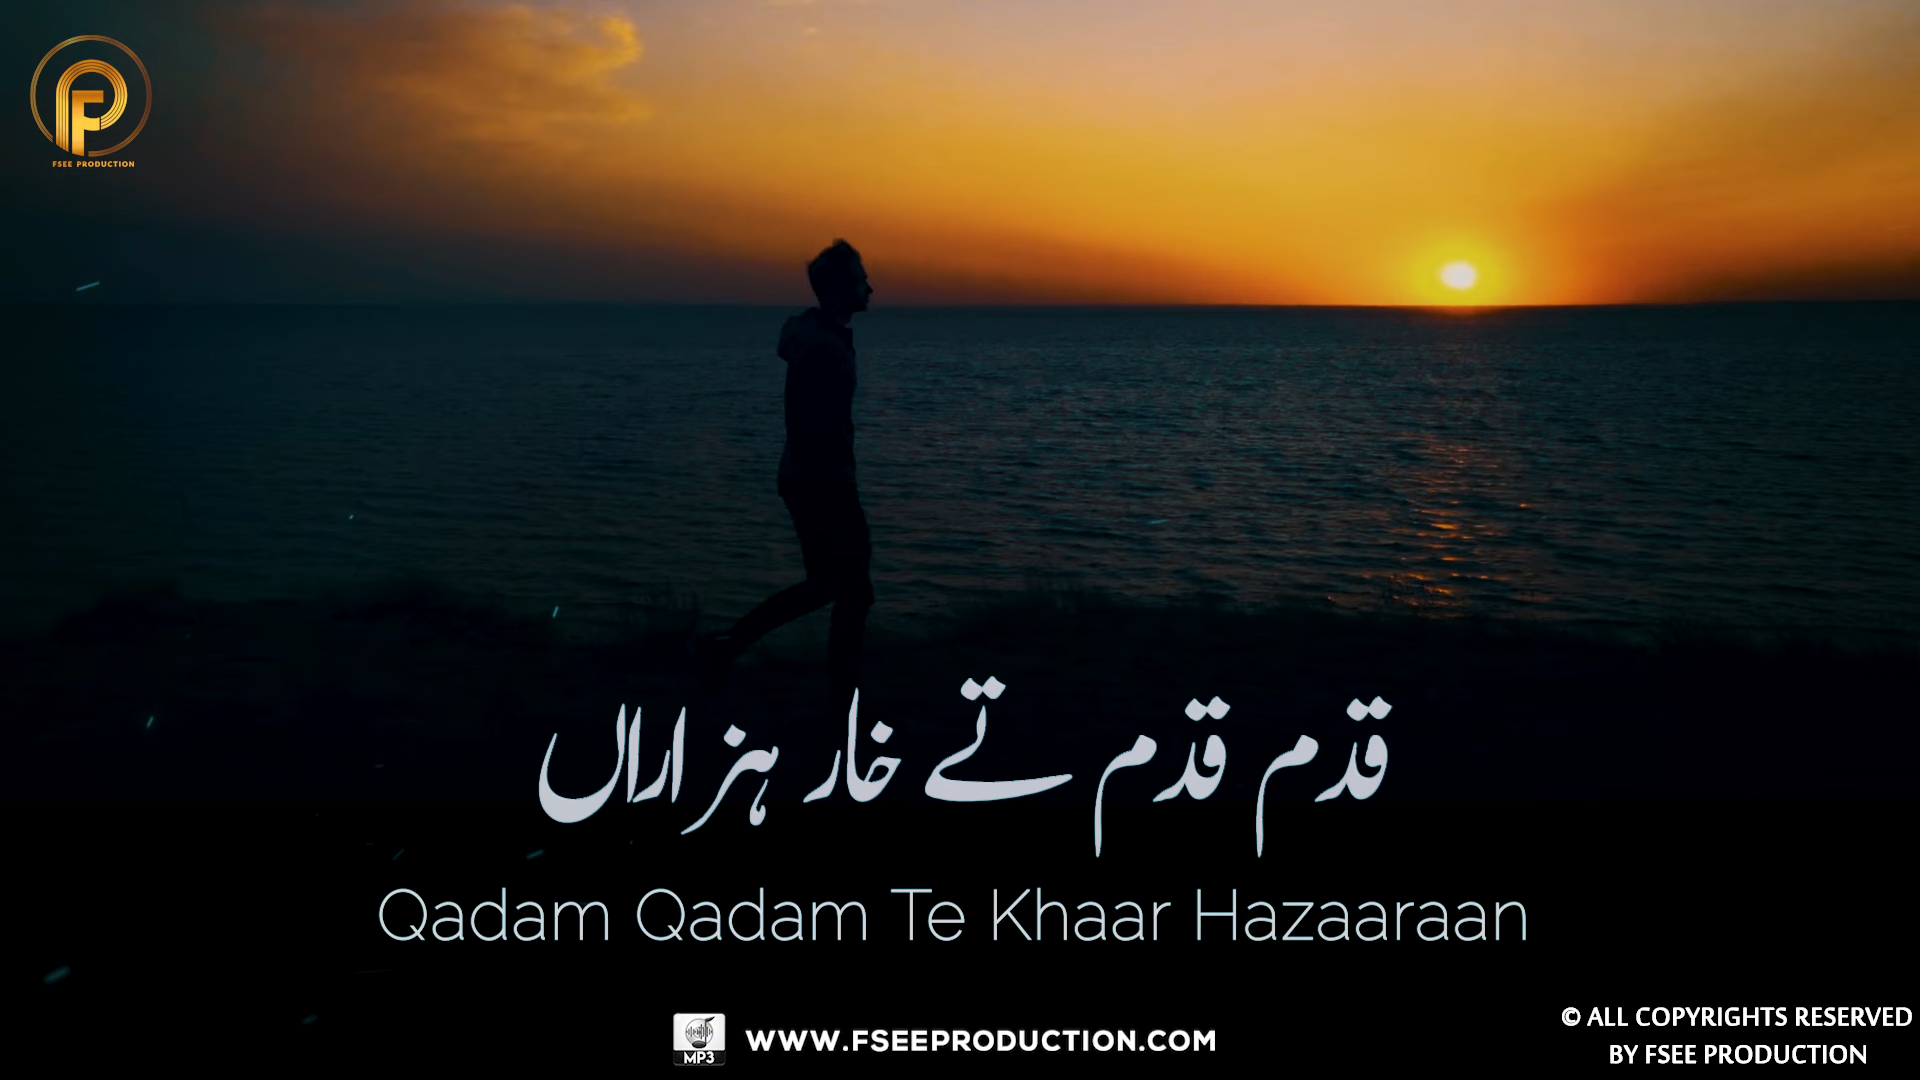 FSEE PRODUCTION
قدم قدم تے خار ہزاراں
Qadam Qadam Te Khaar Hazaaraan
MP3
WWW.FSEEPRODUCTION.COM
© ALL COPYRIGHTS RESERVED
BY FSEE PRODUCTION